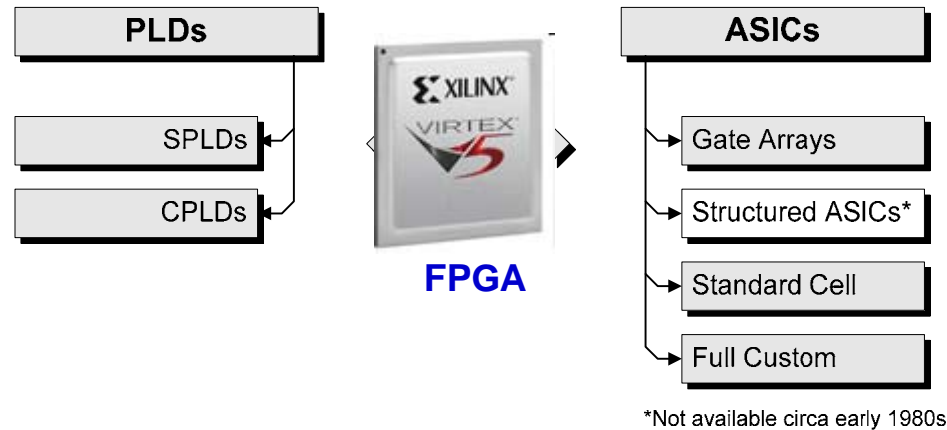 PLDs
SPLDs
CPLDs
XILINX®
VIRTEX®
5
FPGA
ASICs
Gate Arrays
Structured ASICs*
Standard Cell
Full Custom
*Not available circa early 1980s